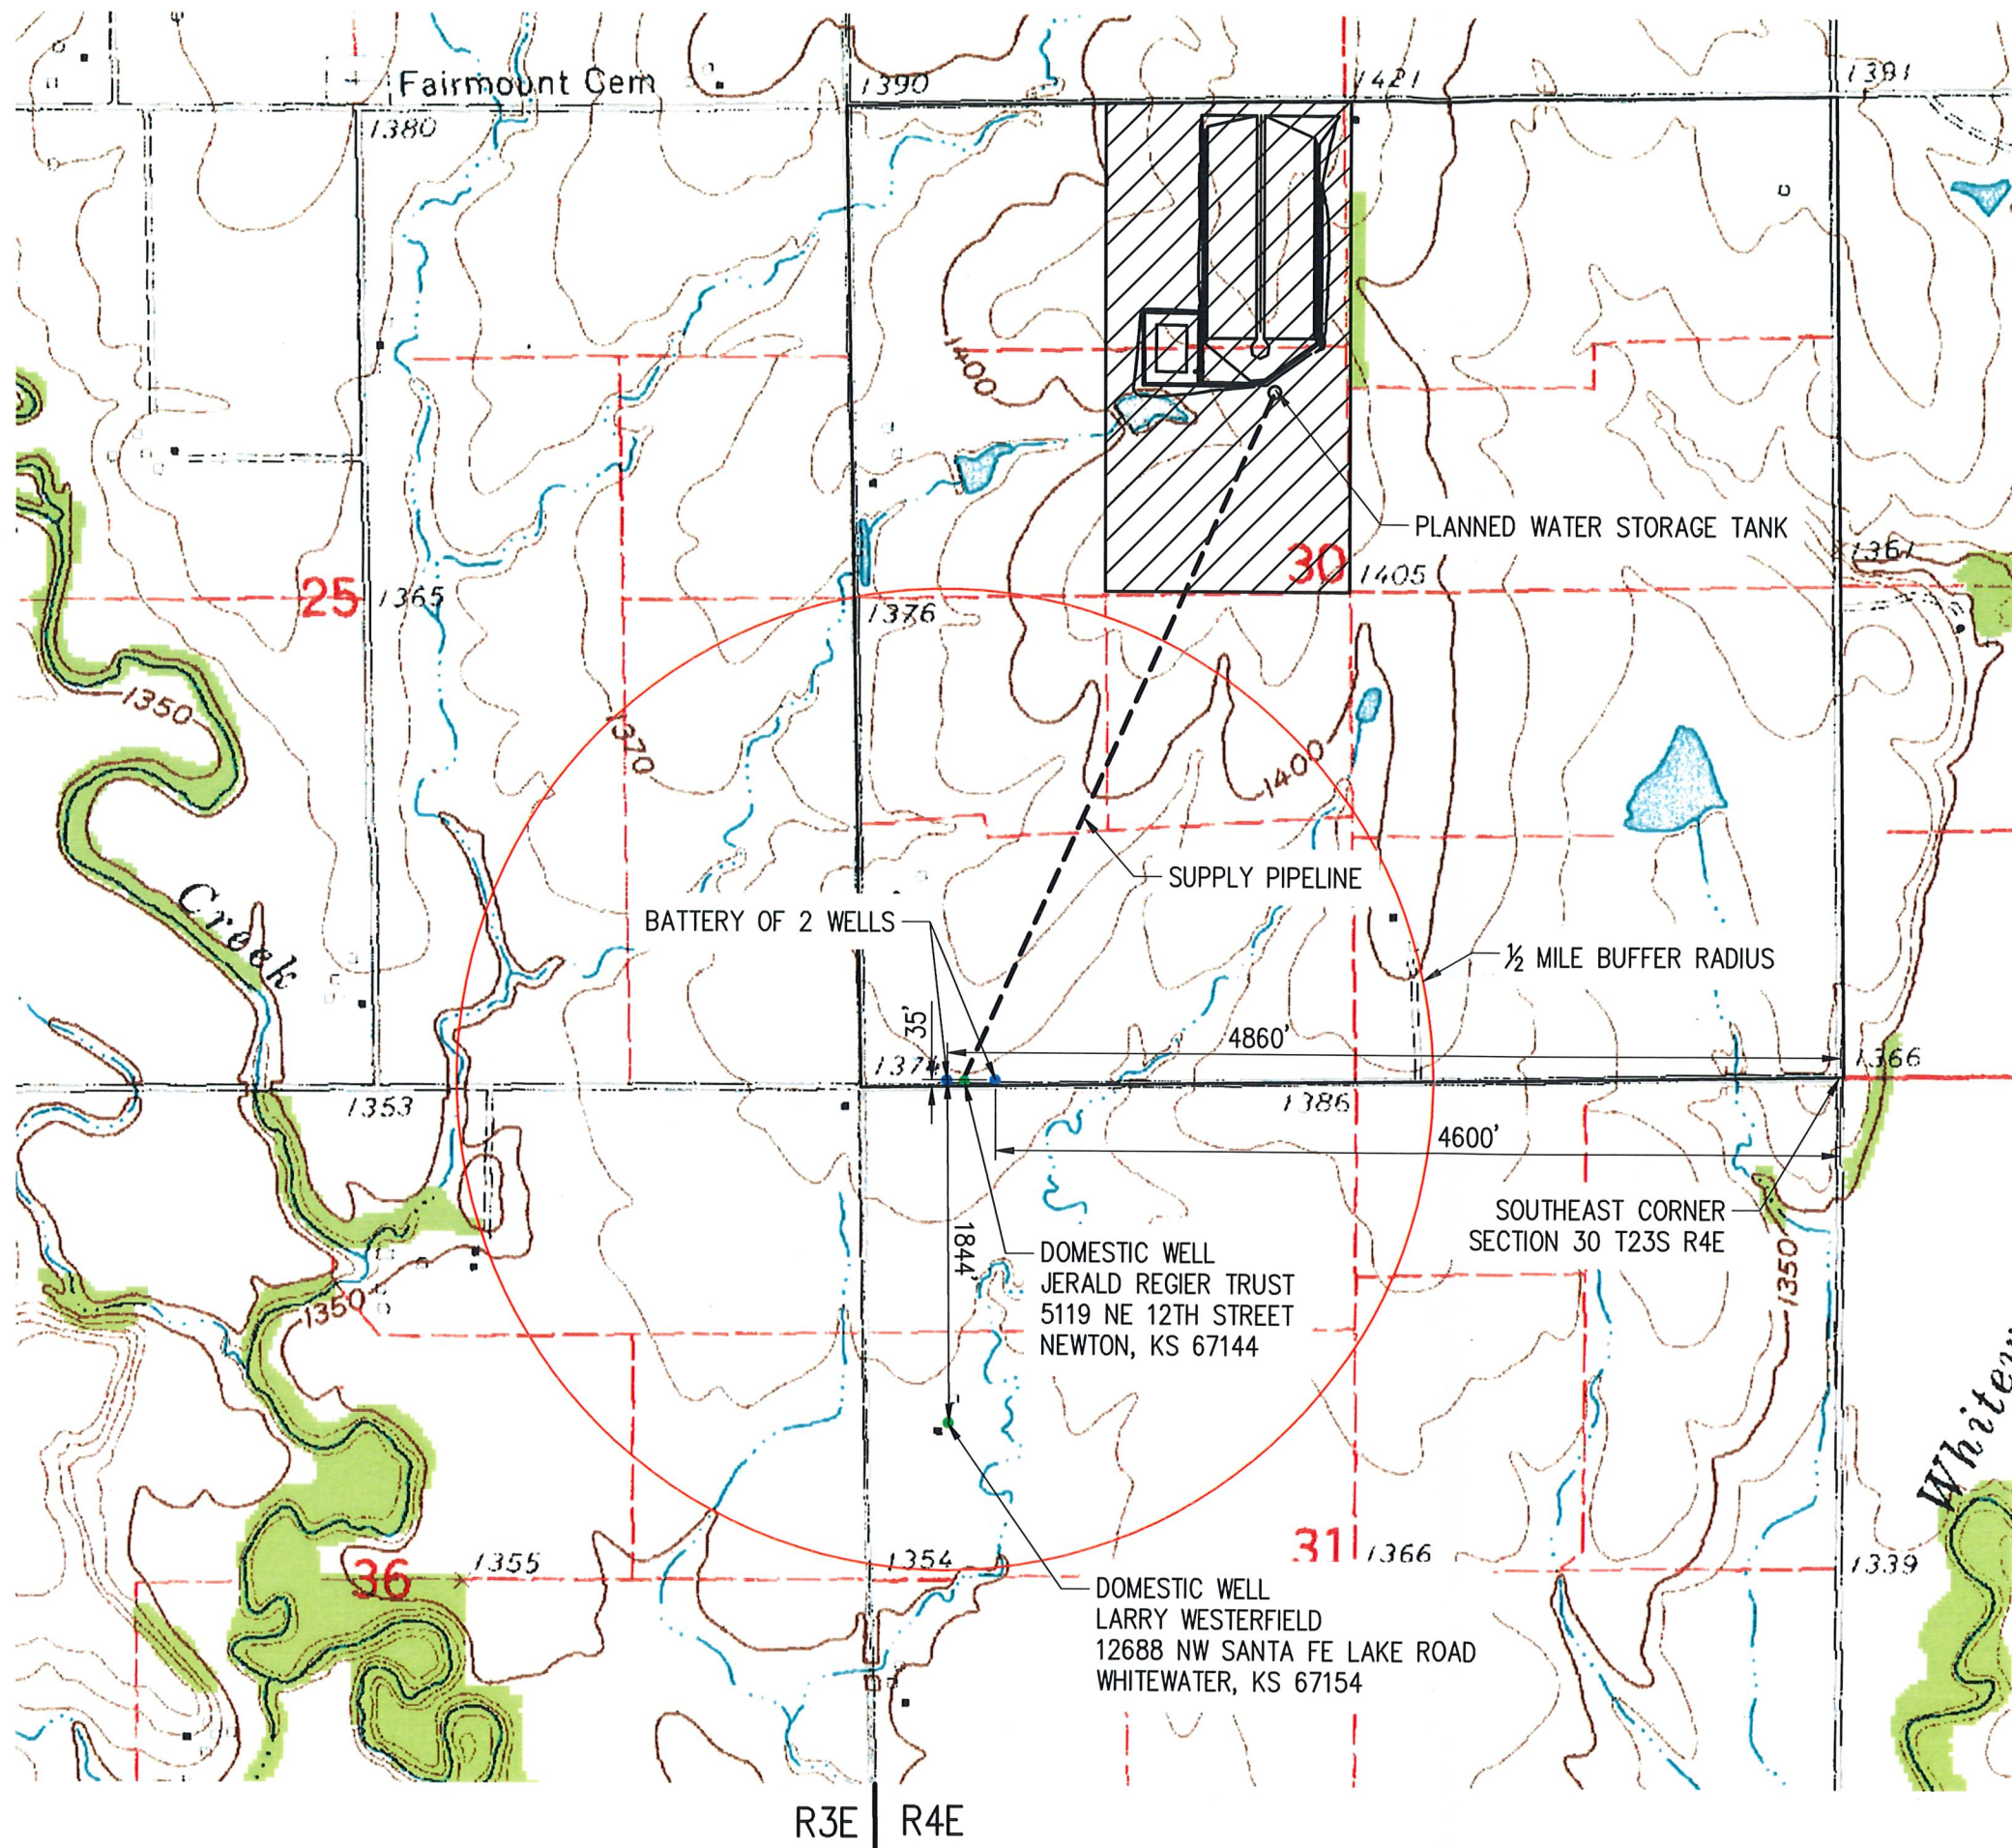 Fairmount Cem
1390
1421
1391
1380
1400
PLANNED WATER STORAGE TANK
30
1405
1361
25
1365
1376
1350
1370
1400
SUPPLY PIPELINE
BATTERY OF 2 WELLS
Creek
½ MILE BUFFER RADIUS
35'
4860'
1374
1366
1353
1386
4600'
SOUTHEAST CORNER
SECTION 30 T23S R4E
1844'
DOMESTIC WELL
JERALD REGIER TRUST
5119 NE 12TH STREET
NEWTON, KS 67144
1350
1350
31
1366
1354
1355
36
1339
DOMESTIC WELL
LARRY WESTERFIELD
12688 NW SANTA FE LAKE ROAD
WHITEWATER, KS 67154
R3E
R4E